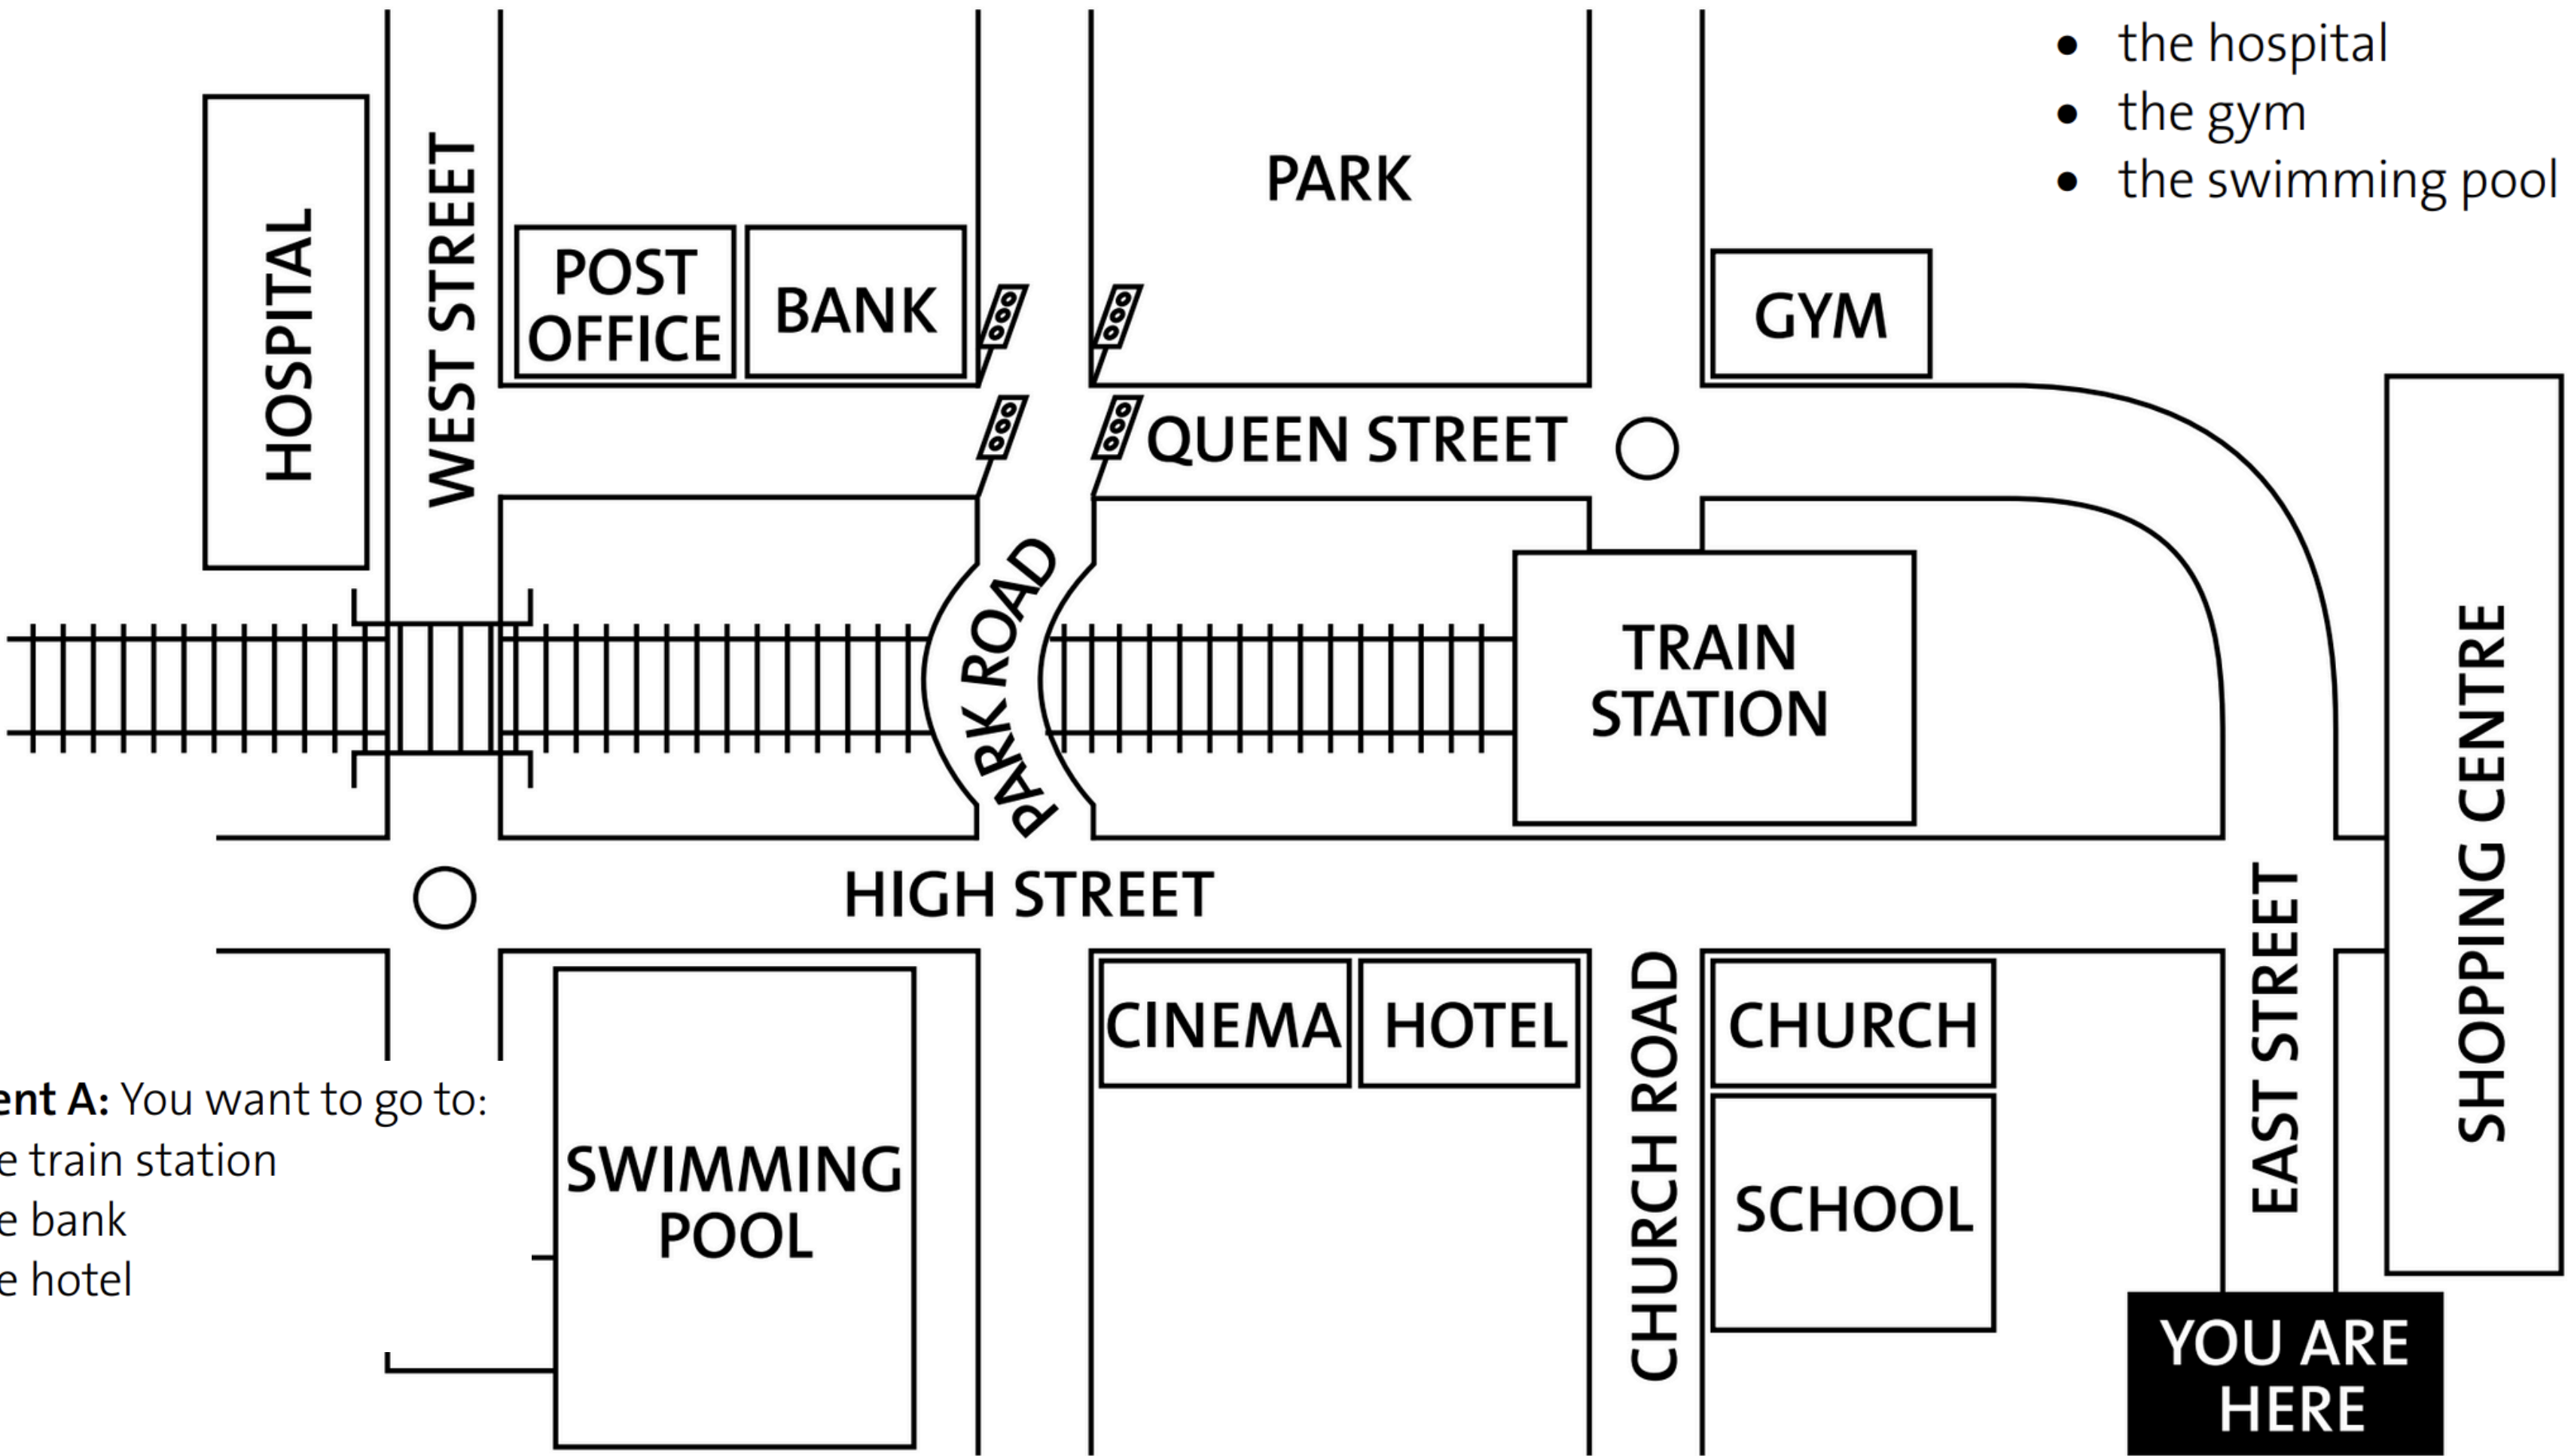 • the hospital
• the gym
• the swimming pool
HOSPITAL
WEST STREET
POST
OFFICE
BANK
PARK
GYM
QUEEN STREET
PARK ROAD
TRAIN
STATION
SHOPPING CENTRE
HIGH STREET
CINEMA
HOTEL
CHURCH ROAD
CHURCH
SCHOOL
EAST STREET
SWIMMING
POOL
ent A: You want to go to:
e train station
e bank
e hotel
YOU ARE
HERE